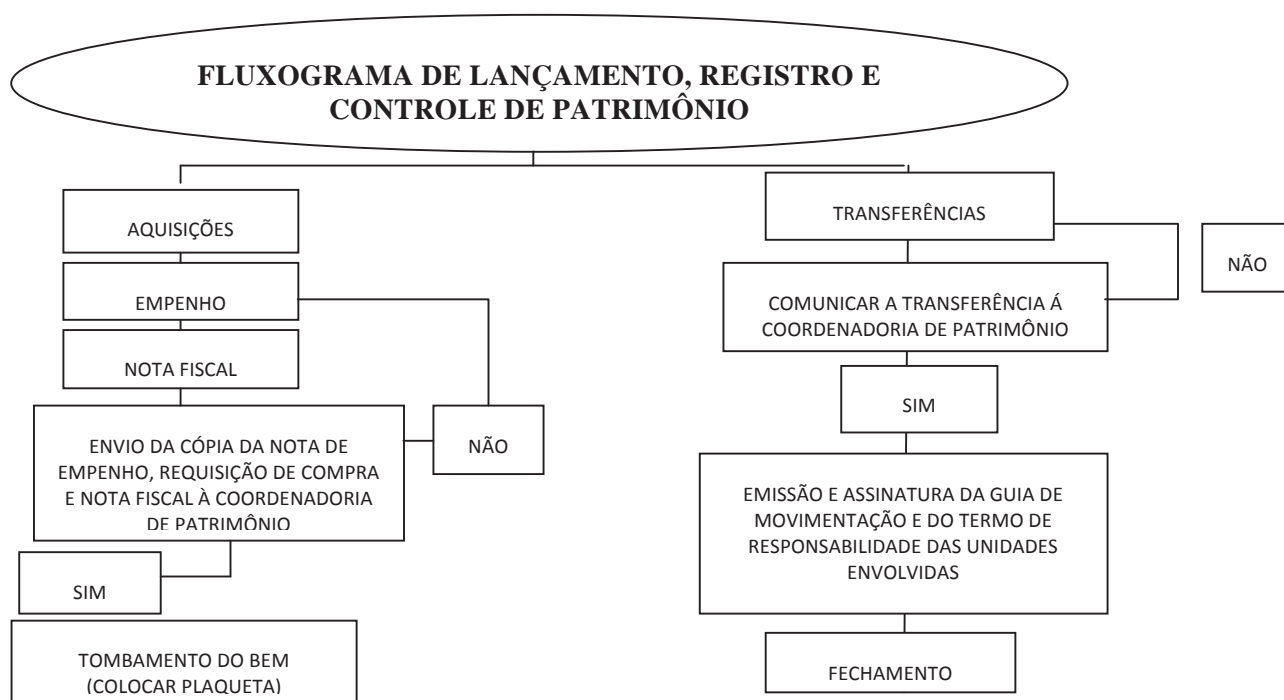 FLUXOGRAMA DE LANÇAMENTO, REGISTRO E
CONTROLE DE PATRIMÔNIO
AQUISIÇÕES
EMPENHO
NOTA FISCAL
ENVIO DA CÓPIA DA NOTA DE
EMPENHO, REQUISIÇÃO DE COMPRA
E NOTA FISCAL À COORDENADORIA
DE PATRIMÔNIO
NÃO
SIM
TOMBAMENTO DO BEM
(COLOCAR PLAQUETA)
TRANSFERÊNCIAS
NÃO
COMUNICAR A TRANSFERÊNCIA Á
COORDENADORIA DE PATRIMÔNIO
SIM
EMISSÃO E ASSINATURA DA GUIA DE
MOVIMENTAÇÃO E DO TERMO DE
RESPONSABILIDADE DAS UNIDADES
ENVOLVIDAS
FECHAMENTO